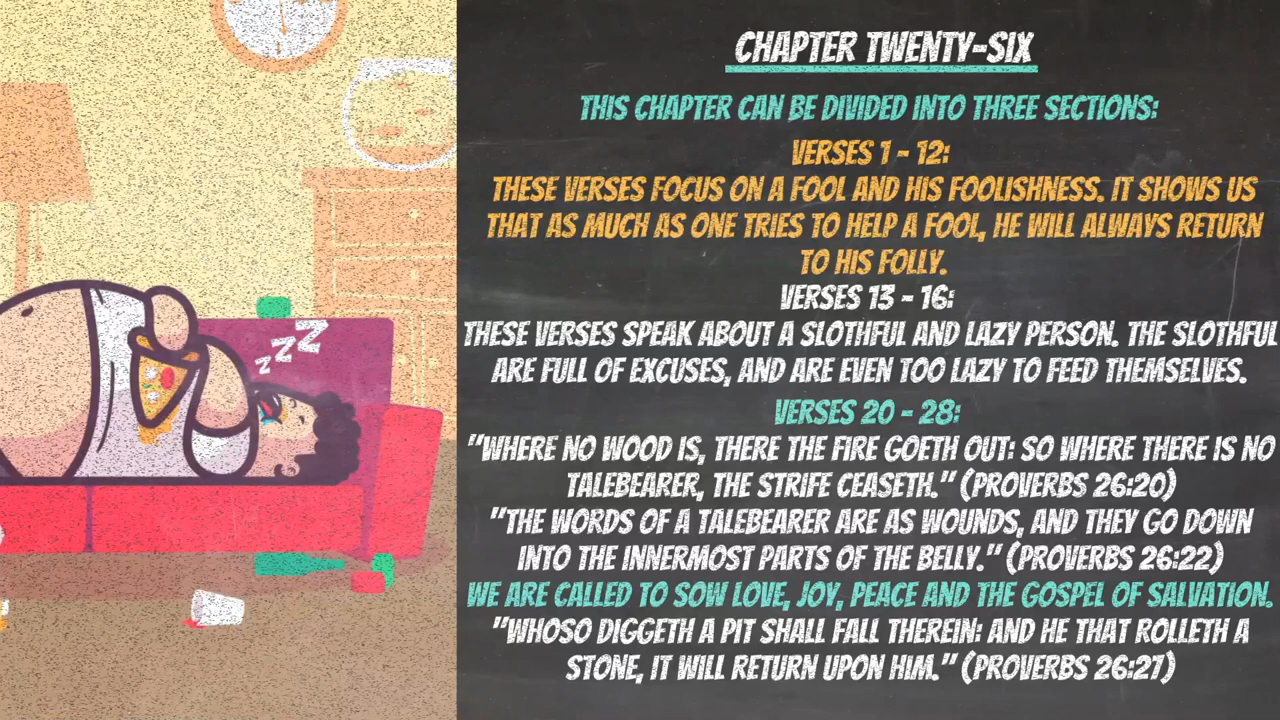 CHAPTER TWENTY-SIX
THIS CHAPTER CAN BE DIVIDED INTO THREE SECTIONS:
VERSES 1 - 12:
THESE VERSES FOCUS ON A FOOL AND HIS FOOLISHNESS. IT SHOWS US
THAT AS MUCH AS ONE TRIES TO HELP A FOOL, HE WILL ALWAYS RETURN
TO HIS FOLLY.
VERSES 13 - 16:
THESE VERSES SPEAK ABOUT A SLOTHFUL AND LAZY PERSON. THE SLOTHFUL
ARE FULL OF EXCUSES, AND ARE EVEN TOO LAZY TO FEED THEMSELVES.
VERSES 20 - 28:
"WHERE NO WOOD IS, THERE THE FIRE GOETH OUT: SO WHERE THERE IS NO
TALEBEARER, THE STRIFE CEASETH." (PROVERBS 26:20)
"THE WORDS OF A TALEBEARER ARE AS WOUNDS, AND THEY GO DOWN
INTO THE INNERMOST PARTS OF THE BELLY." (PROVERBS 26:22)
WE ARE CALLED TO SOW LOVE, JOY, PEACE AND THE GOSPEL OF SALVATION.
"WHOSO DIGGETH A PIT SHALL FALL THEREIN: AND HE THAT ROLLETH A
STONE, IT WILL RETURN UPON HIM." (PROVERBS 26:27)
ZZZ